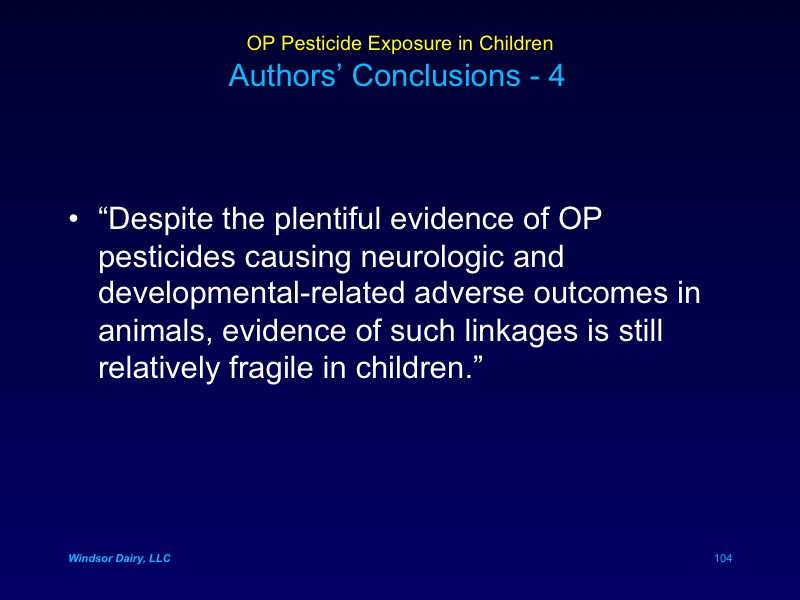 OP Pesticide Exposure in Children
Authors’ Conclusions - 4
• “Despite the plentiful evidence of OP
pesticides causing neurologic and
developmental-related adverse outcomes in
animals, evidence of such linkages is still
relatively fragile in children.”
Windsor Dairy, LLC
104